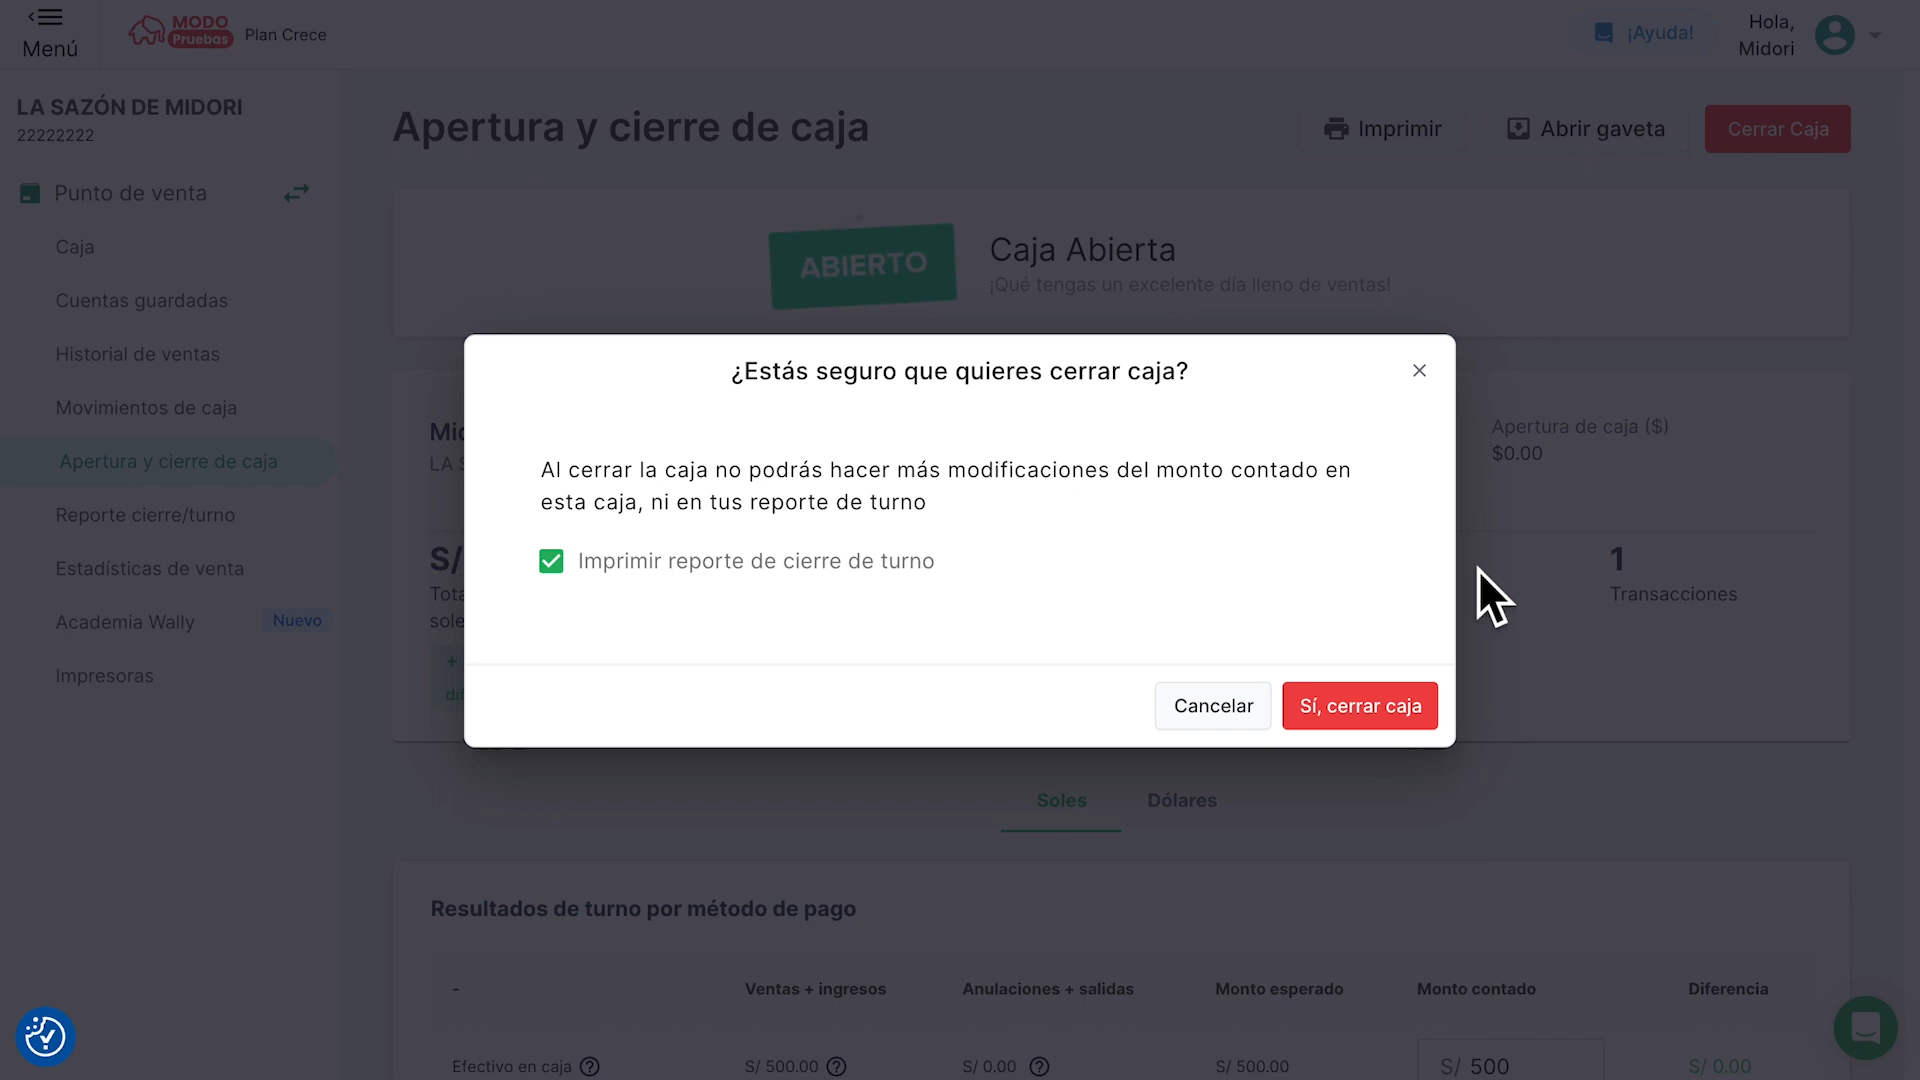 Menú
MODO
Pruebas
Plan Crece
¡Ayuda!
Hola,
Midori
LA SAZÓN DE MIDORI
22222222
Punto de venta
Caja
Cuentas guardadas
Historial de ventas
Movimientos de caja
Apertura y cierre de caja
Reporte cierre/turno
Estadísticas de venta
Academia Wally
Nuevo
Impresoras
Apertura y cierre de caja
Imprimir
Abrir gaveta
Cerrar Caja
ABIERTO
Caja Abierta
¡Qué tengas un excelente día lleno de ventas!
Apertura de caja ($)
$0.00
S/
1
Transacciones
¿Estás seguro que quieres cerrar caja?
Al cerrar la caja no podrás hacer más modificaciones del monto contado en
esta caja, ni en tus reporte de turno
Imprimir reporte de cierre de turno
Cancelar
Sí, cerrar caja
Soles
Dólares
Resultados de turno por método de pago
-
Ventas + ingresos
Anulaciones + salidas
Monto esperado
Monto contado
Diferencia
Efectivo en caja
S/ 500.00
S/ 0.00
S/ 500.00
S/ 500
S/ 0.00